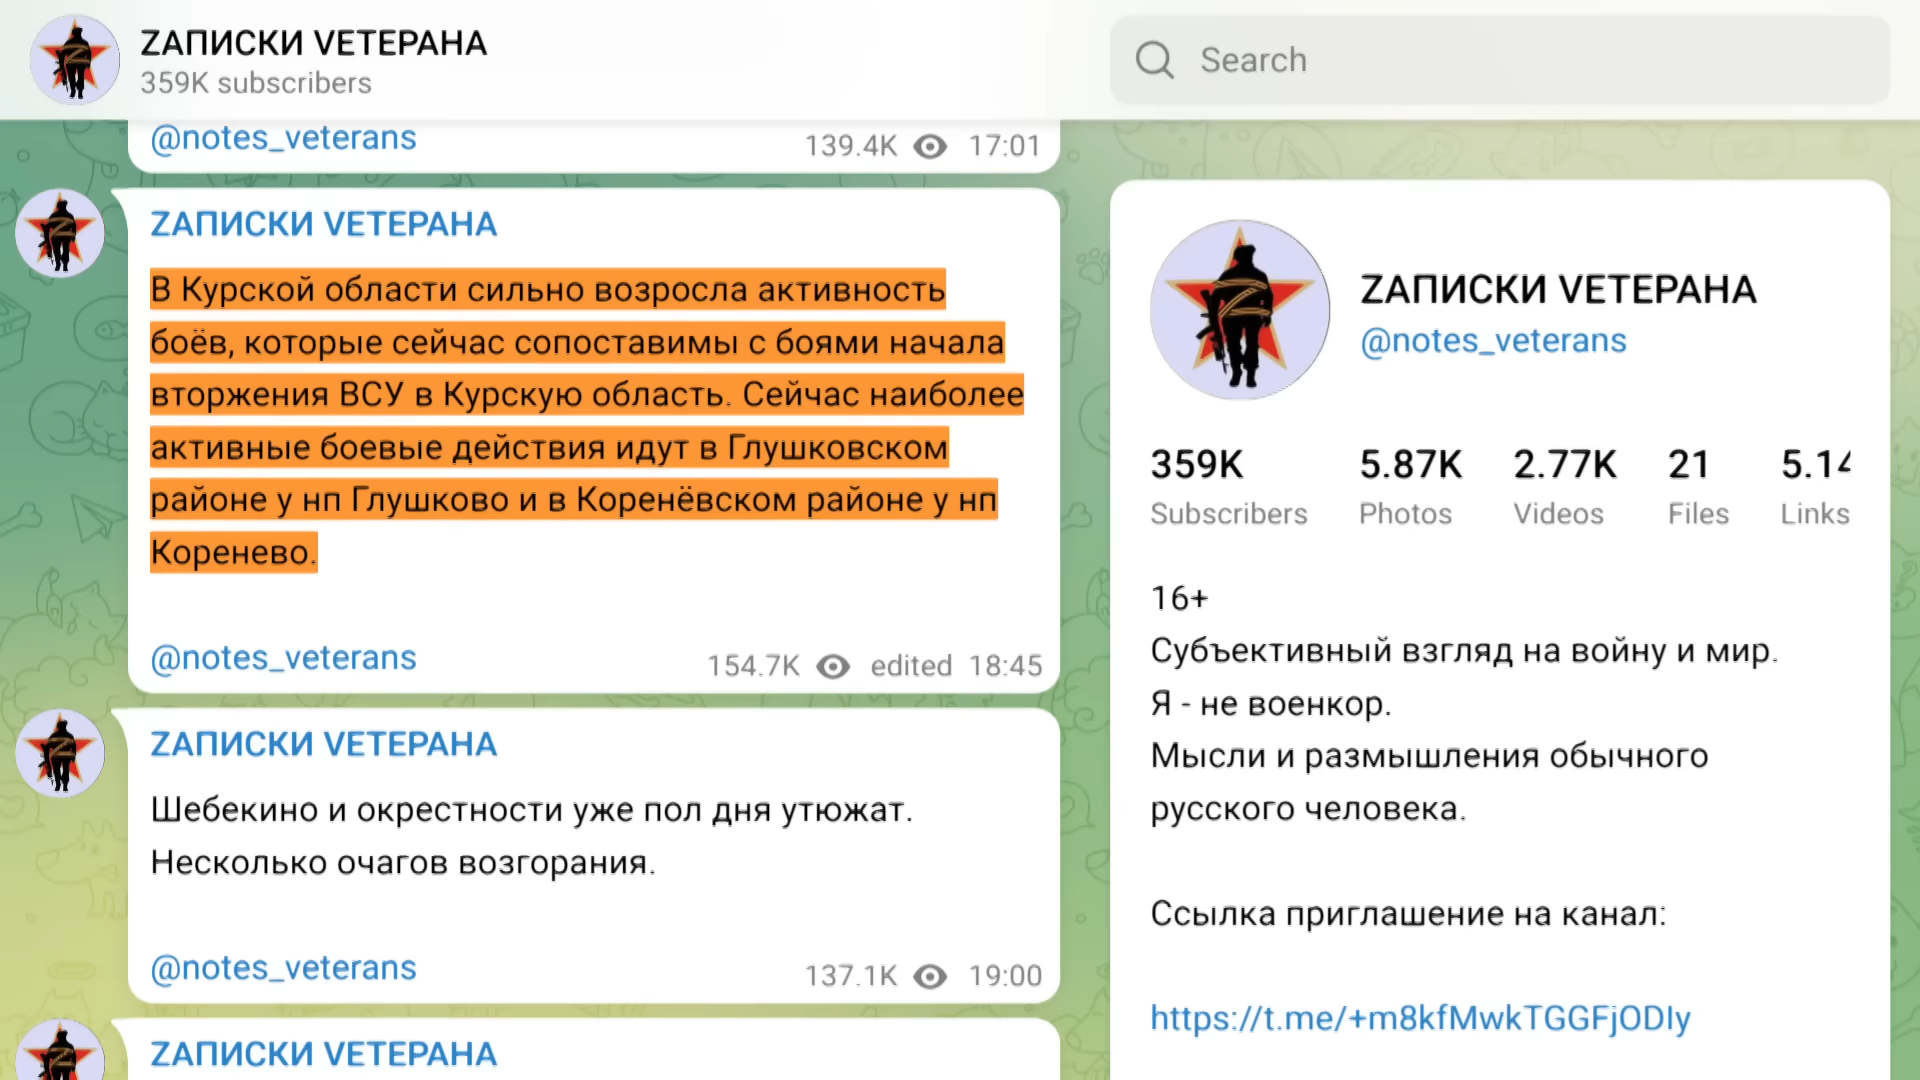 ZАПИСКИ VЕТЕРАНА
359K subscribers
Search
@notes_veterans
139.4K 17:01
ZАПИСКИ VЕТЕРАНА
В Курской области сильно возросла активность
боёв, которые сейчас сопоставимы с боями начала
вторжения ВСУ в Курскую область. Сейчас наиболее
активные боевые действия идут в Глушковском
районе у нп Глушково и в Коренёвском районе у нп
Коренево.
@notes_veterans
154.7K edited 18:45
ZАПИСКИ VЕТЕРАНА
Шебекино и окрестности уже пол дня утюжат.
Несколько очагов возгорания.
@notes_veterans
137.1K 19:00
ZАПИСКИ VЕТЕРАНА
ZАПИСКИ VЕТЕРАНА
@notes_veterans
359K 5.87K 2.77K 21 5.14
Subscribers Photos Videos Files Links
16+
Субъективный взгляд на войну и мир.
Я - не военкор.
Мысли и размышления обычного
русского человека.
Ссылка приглашение на канал:
https://t.me/+m8kfMwkTGGFjODIy